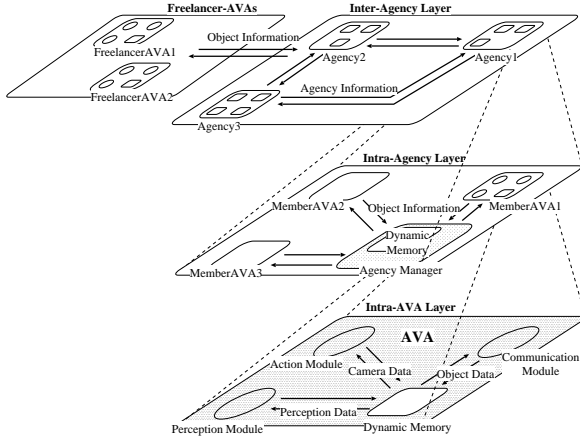 Freelancer-AVAs
Inter-Agency Layer
FreelancerAVA1
Object Information
Agency2
Agency1
FreelancerAVA2
Agency Information
Agency3
Intra-Agency Layer
MemberAVA2
Object Information
MemberAVA1
Dynamic
Memory
MemberAVA3
Agency Manager
Intra-AVA Layer
AVA
Action Module
Camera Data
Object Data
Communication
Module
Perception Data
Perception Module
Dynamic Memory